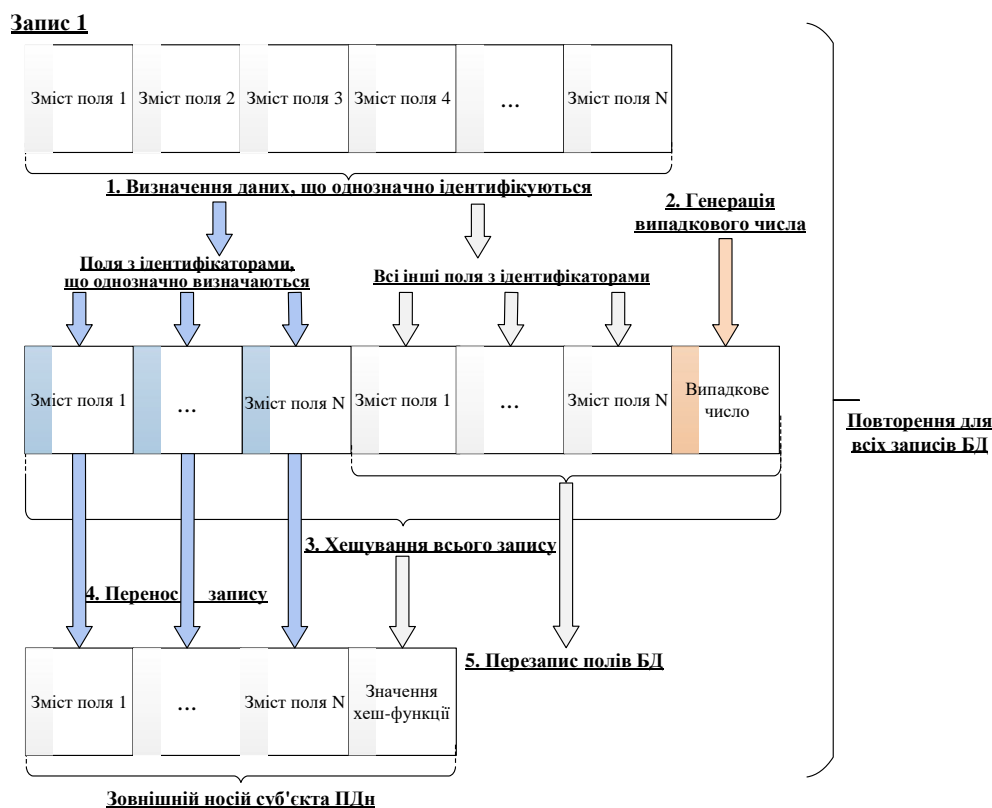 Запис 1
Зміст поля 1
Зміст поля 2
Зміст поля 3
Зміст поля 4
...
Зміст поля N
1. Визначення даних, що однозначно ідентифікуються
2. Генерація
випадкового числа
Поля з ідентифікаторами,
що однозначно визначаються
Всі інші поля з ідентифікаторами
Зміст поля 1
...
Зміст поля N
Зміст поля 1
...
Зміст поля N
Випадкове
число
Повторення для
всіх записів БД
3. Хешування всього запису
4. Перенос запису
5. Перезапис полів БД
Зміст поля 1
...
Зміст поля N
Значення
хеш-функції
Зовнішній носій суб'єкта ПДн